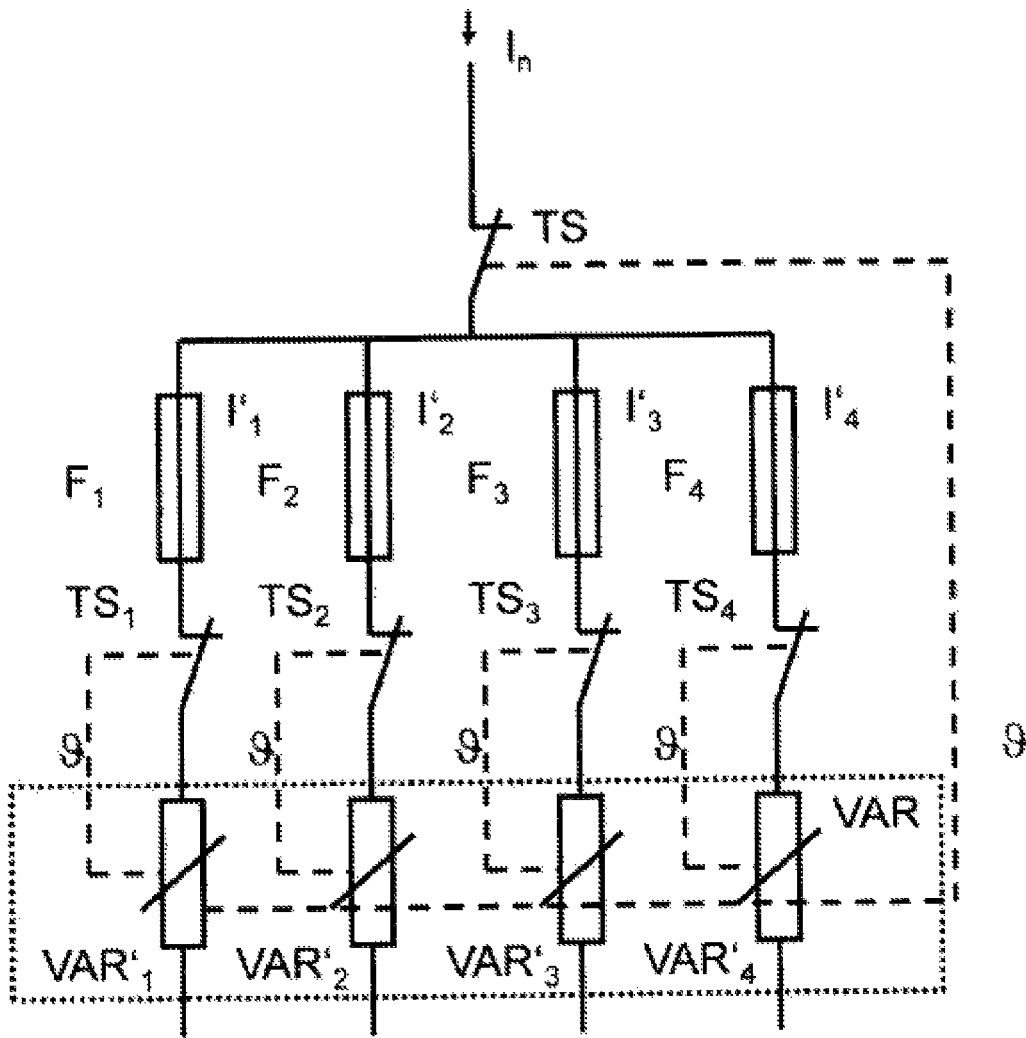 Iₙ
TS
I‘₁ I‘₂ I‘₃ I‘₄
F₁ F₂ F₃ F₄
TS₁ TS₂ TS₃ TS₄
ϑ ϑ ϑ ϑ ϑ
VAR
VAR‘₁ VAR‘₂ VAR‘₃ VAR‘₄